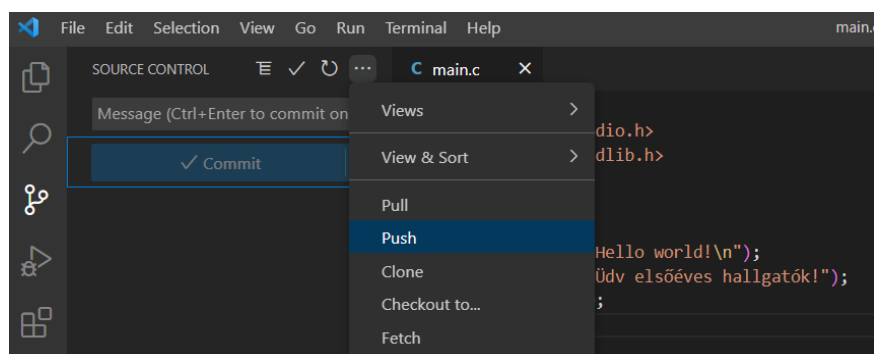 File Edit Selection View Go Run Terminal Help main.
SOURCE CONTROL
C main.c
Message (Ctrl+Enter to commit on
Commit
Views
View & Sort
Pull
Push
Clone
Checkout to...
Fetch
dio.h>
dlib.h>
Hello world!\n");
Üdv elsőéves hallgatók!");
;